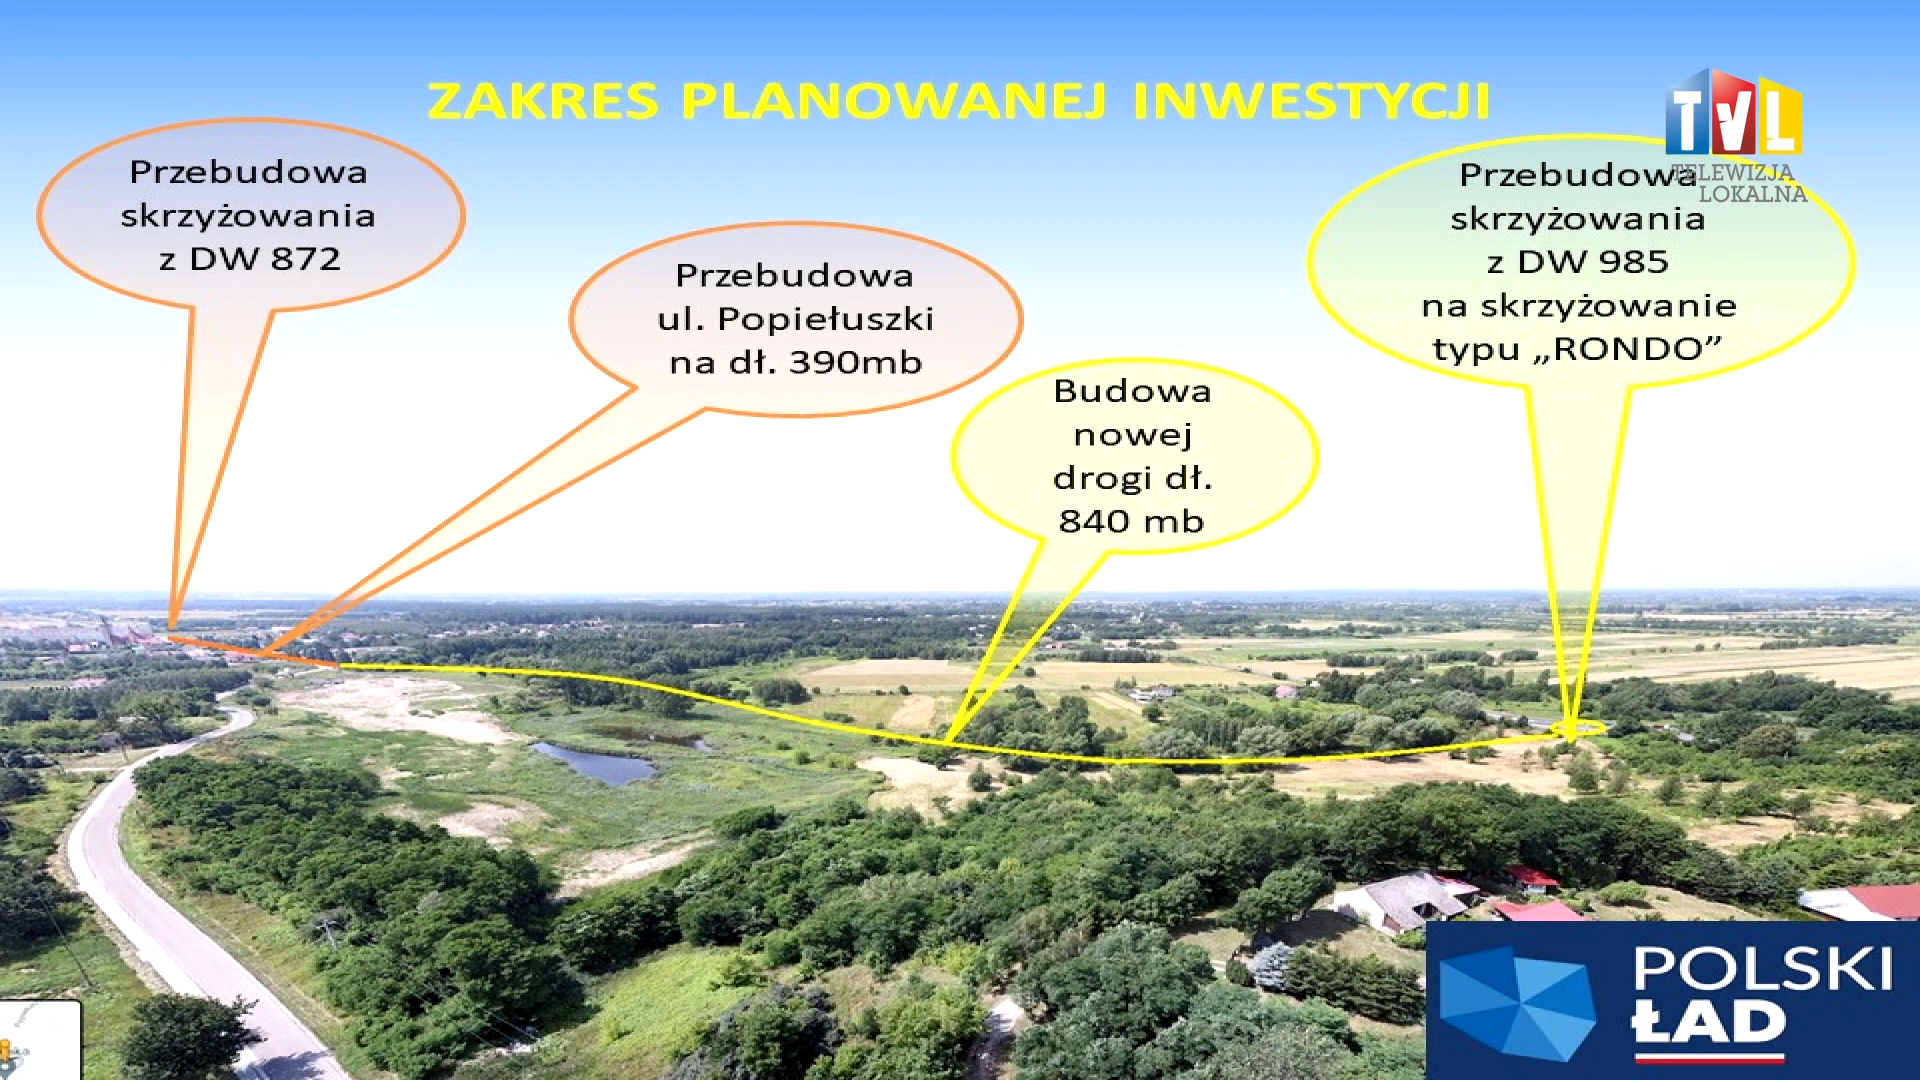 ZAKRES PLANOWANEJ INWESTYCJI
TVL
TELEWIZJA
LOKALNA
Przebudowa
skrzyżowania
z DW 872
Przebudowa
ul. Popiełuszki
na dł. 390mb
Budowa
nowej
drogi dł.
840 mb
Przebudowa
skrzyżowania
z DW 985
na skrzyżowanie
typu „RONDO”
POLSKI
ŁAD